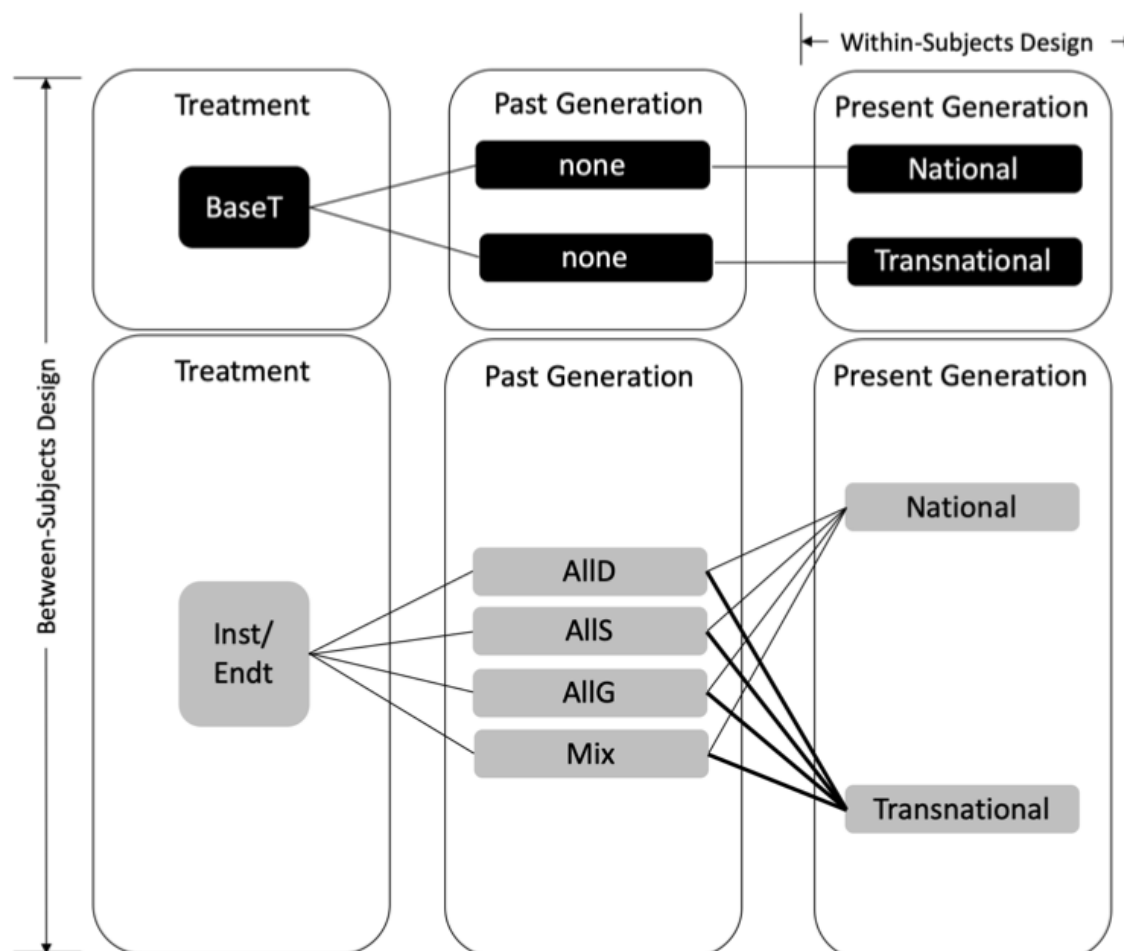 Within-Subjects Design
Treatment
Past Generation
Present Generation
BaseT
none
National
none
Transnational
Between-Subjects Design
Treatment
Past Generation
Present Generation
National
AllD
Inst/
Endt
AllS
AllG
Mix
Transnational